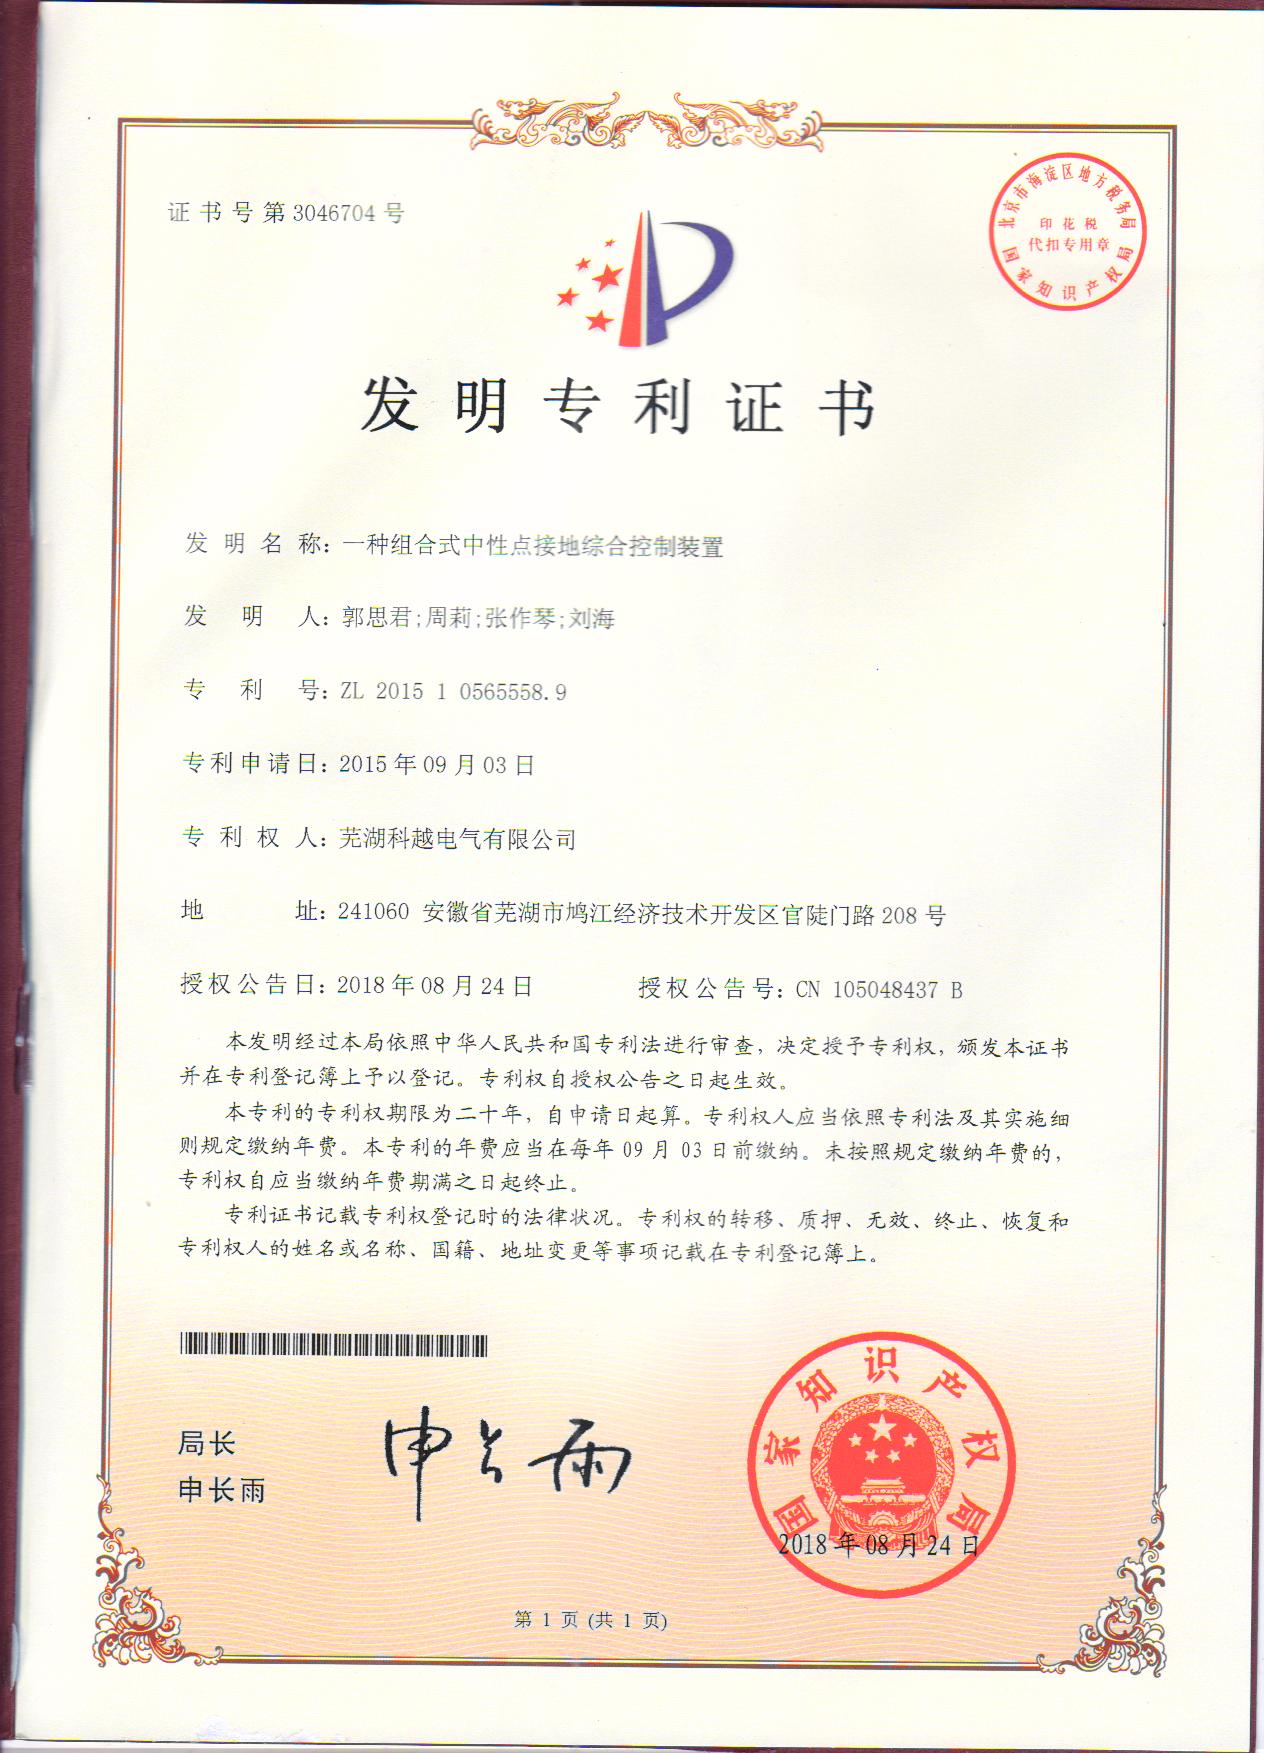 证书号第3046704号
北京市海淀区地方税务局
印花税
代扣专用章
国家知识产权局
发明专利证书
发明名称：一种组合式中性点接地综合控制装置
发明人：郭思君;周莉;张作琴;刘海
专利号：ZL 2015 1 0565558.9
专利申请日：2015年09月03日
专利权人：芜湖科越电气有限公司
地址：241060 安徽省芜湖市鸠江经济技术开发区官陡门路208号
授权公告日：2018年08月24日 授权公告号：CN 105048437 B
本发明经过本局依照中华人民共和国专利法进行审查，决定授予专利权，颁发本证书
并在专利登记簿上予以登记。专利权自授权公告之日起生效。
本专利的专利权期限为二十年，自申请日起算。专利权人应当依照专利法及其实施细
则规定缴纳年费。本专利的年费应当在每年09月03日前缴纳。未按照规定缴纳年费的，
专利权自应当缴纳年费期满之日起终止。
专利证书记载专利权登记时的法律状况。专利权的转移、质押、无效、终止、恢复和
专利权人的姓名或名称、国籍、地址变更等事项记载在专利登记簿上。
局长
申长雨
申长雨
国家知识产权局
2018年08月24日
第 1 页 (共 1 页)